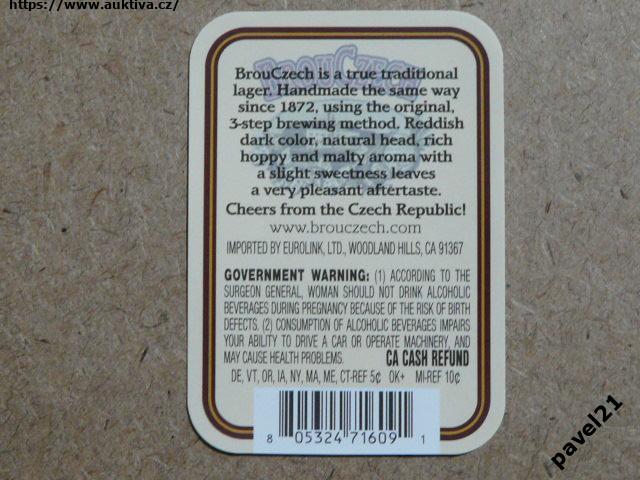 https://www.auktiva.cz/
BROUCZECH
BrouCzech is a true traditional
lager. Handmade the same way
since 1872, using the original,
3-step brewing method. Reddish
dark color, natural head, rich
hoppy and malty aroma with
a slight sweetness leaves
a very pleasant aftertaste.
Cheers from the Czech Republic!
www.brouczech.com
IMPORTED BY EUROLINK, LTD., WOODLAND HILLS, CA 91367
GOVERNMENT WARNING: (1) ACCORDING TO THE
SURGEON GENERAL, WOMAN SHOULD NOT DRINK ALCOHOLIC
BEVERAGES DURING PREGNANCY BECAUSE OF THE RISK OF BIRTH
DEFECTS. (2) CONSUMPTION OF ALCOHOLIC BEVERAGES IMPAIRS
YOUR ABILITY TO DRIVE A CAR OR OPERATE MACHINERY, AND
MAY CAUSE HEALTH PROBLEMS. CA CASH REFUND
DE, VT, OR, IA, NY, MA, ME, CT-REF 5¢ OK+ MI-REF 10¢
8 05324 71609 1
pavel21